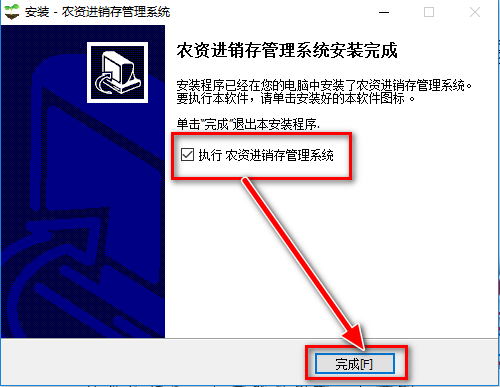 安装 - 农资进销存管理系统
农资进销存管理系统安装完成
安装程序已经在您的电脑中安装了农资进销存管理系统。
要执行本软件，请单击安装好的本软件图标 。
单击"完成"退出本安装程序.
执行 农资进销存管理系统
完成[F]